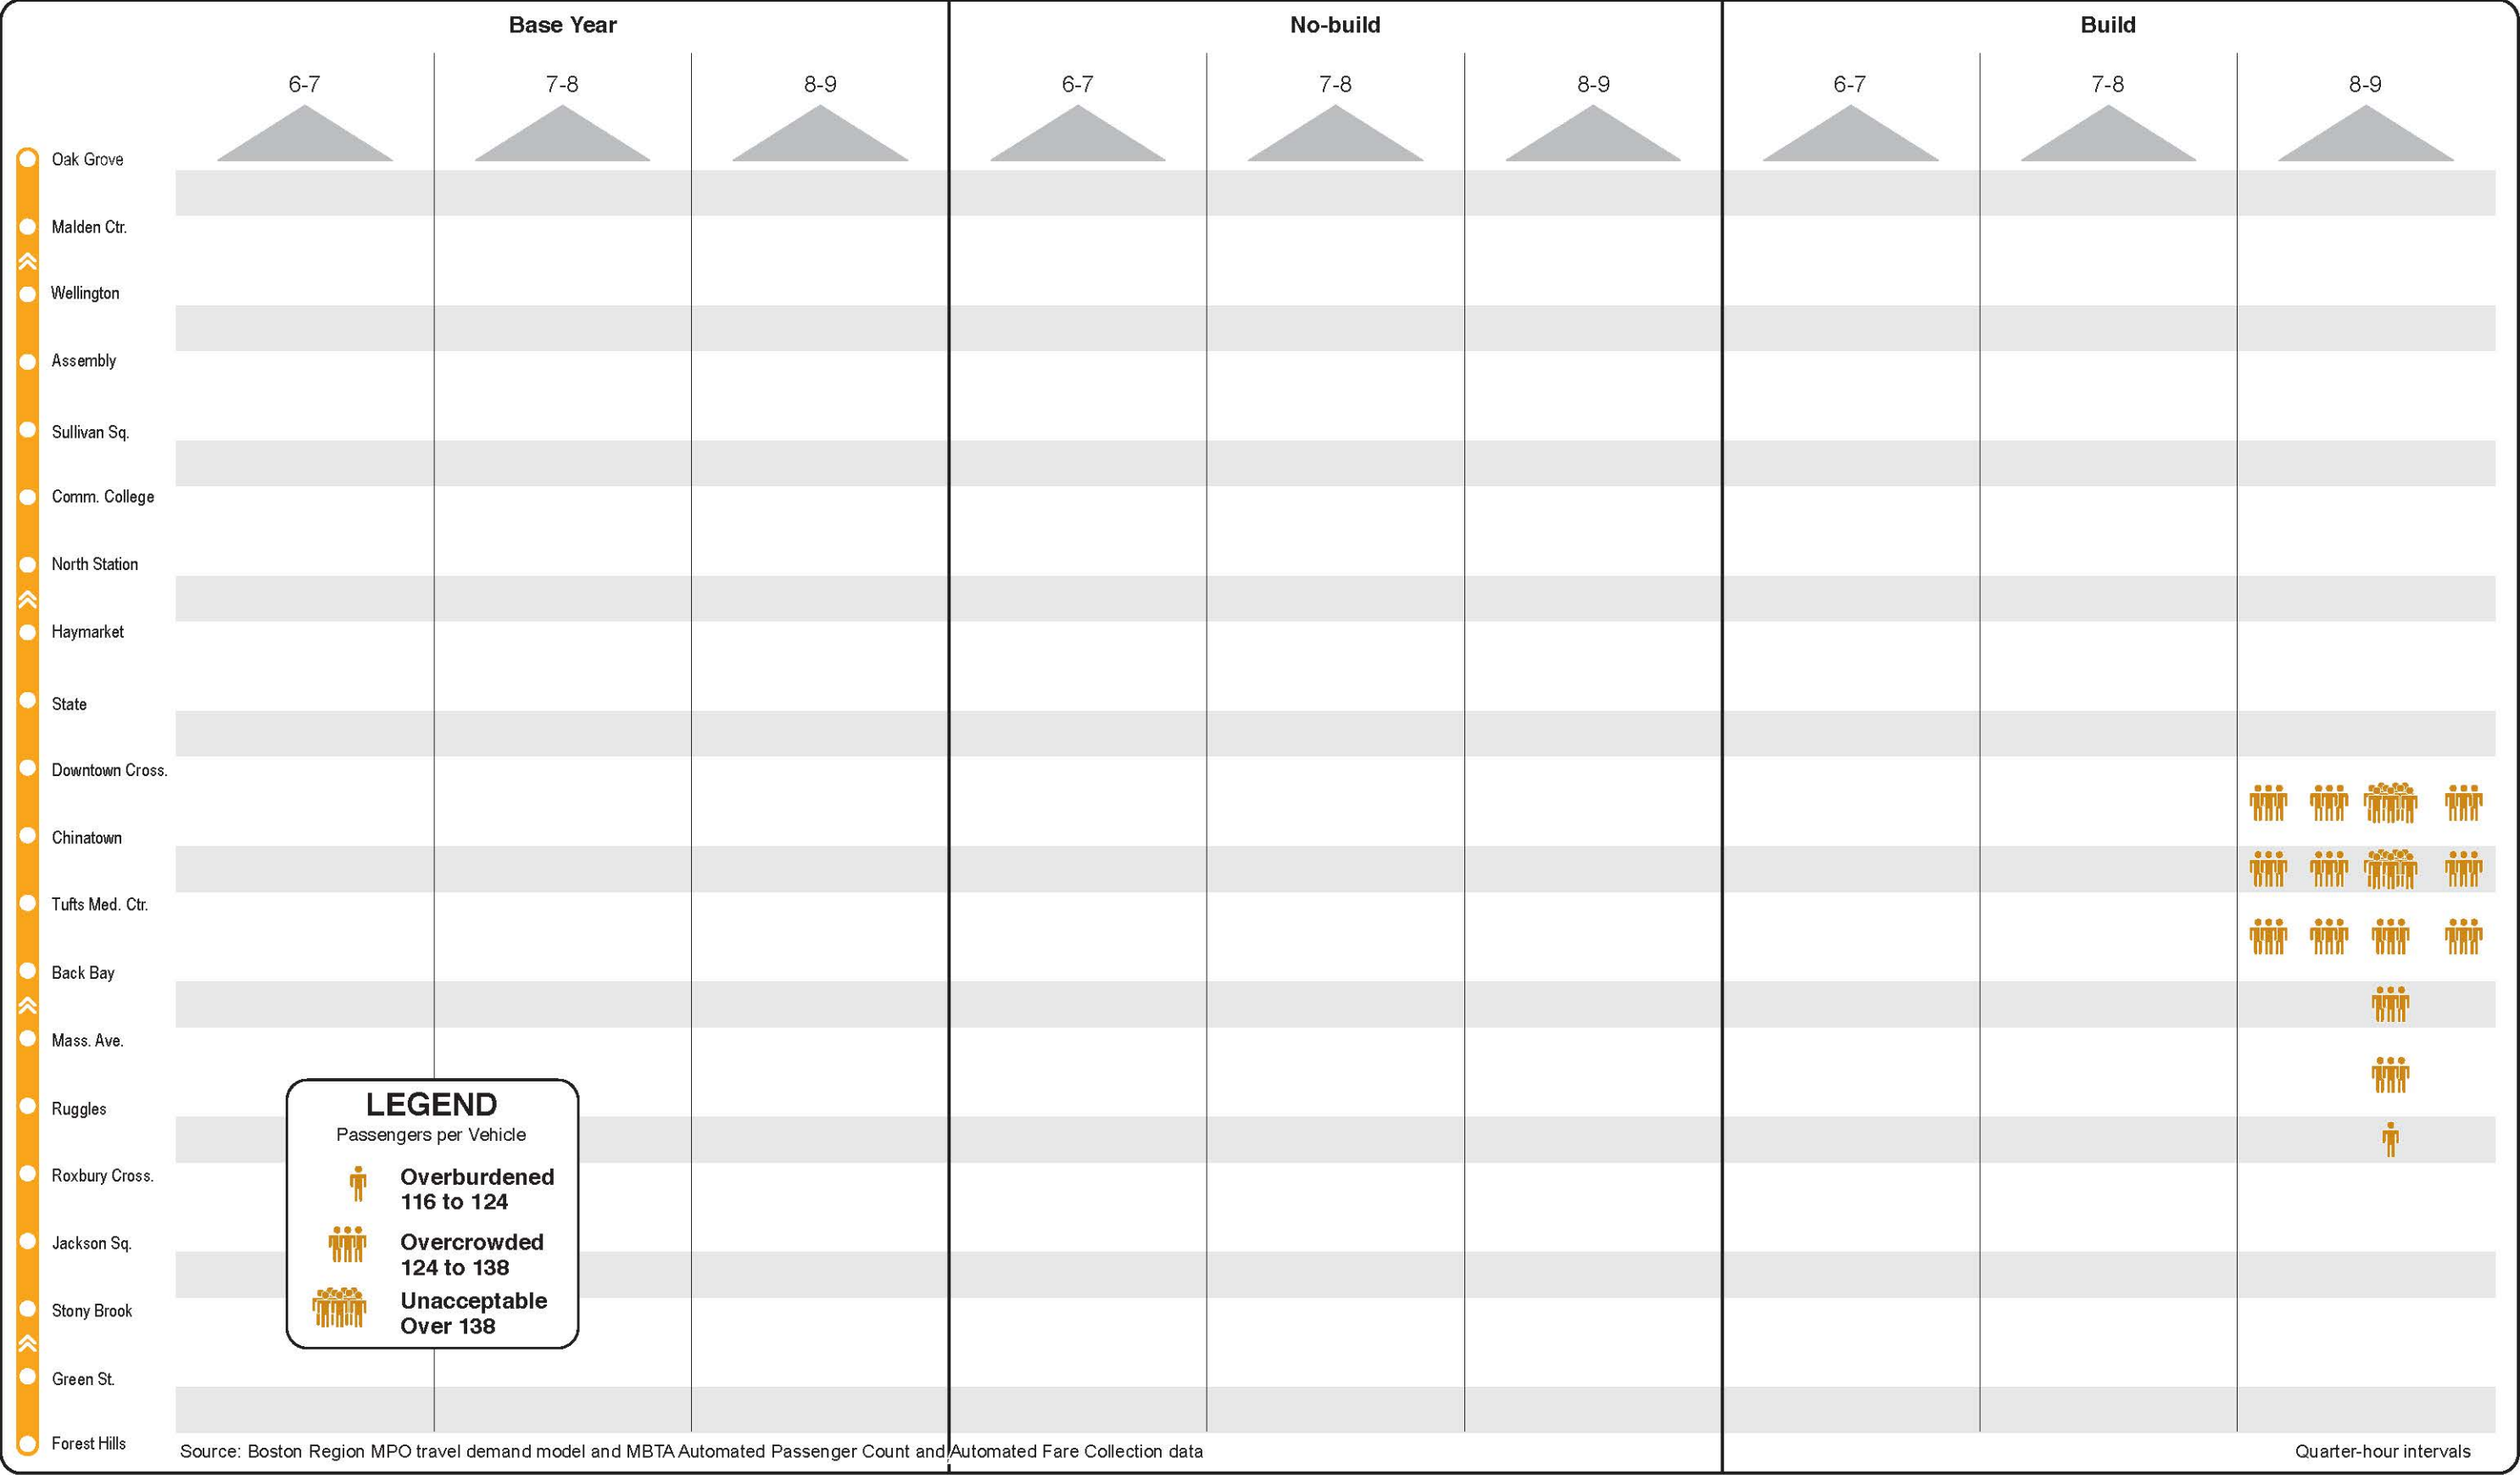 Base Year
No-build
Build
6-7
7-8
8-9
6-7
7-8
8-9
6-7
7-8
8-9
Oak Grove
Malden Ctr.
Wellington
Assembly
Sullivan Sq.
Comm. College
North Station
Haymarket
State
Downtown Cross.
Chinatown
Tufts Med. Ctr.
Back Bay
Mass. Ave.
Ruggles
Roxbury Cross.
Jackson Sq.
Stony Brook
Green St.
Forest Hills
LEGEND
Passengers per Vehicle
Overburdened
116 to 124
Overcrowded
124 to 138
Unacceptable
Over 138
Source: Boston Region MPO travel demand model and MBTA Automated Passenger Count and Automated Fare Collection data
Quarter-hour intervals